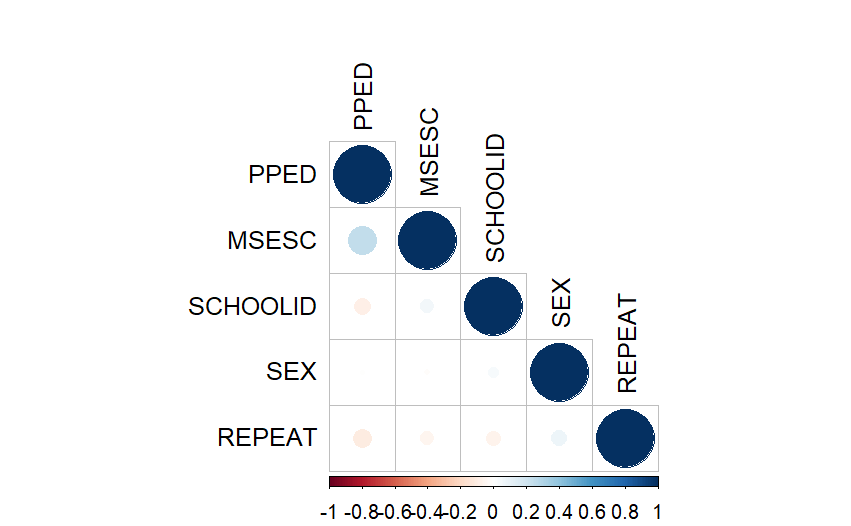 PPED
MSESC
SCHOOLID
SEX
REPEAT
PPED
MSESC
SCHOOLID
SEX
REPEAT
-1 -0.8 -0.6 -0.4 -0.2 0 0.2 0.4 0.6 0.8 1